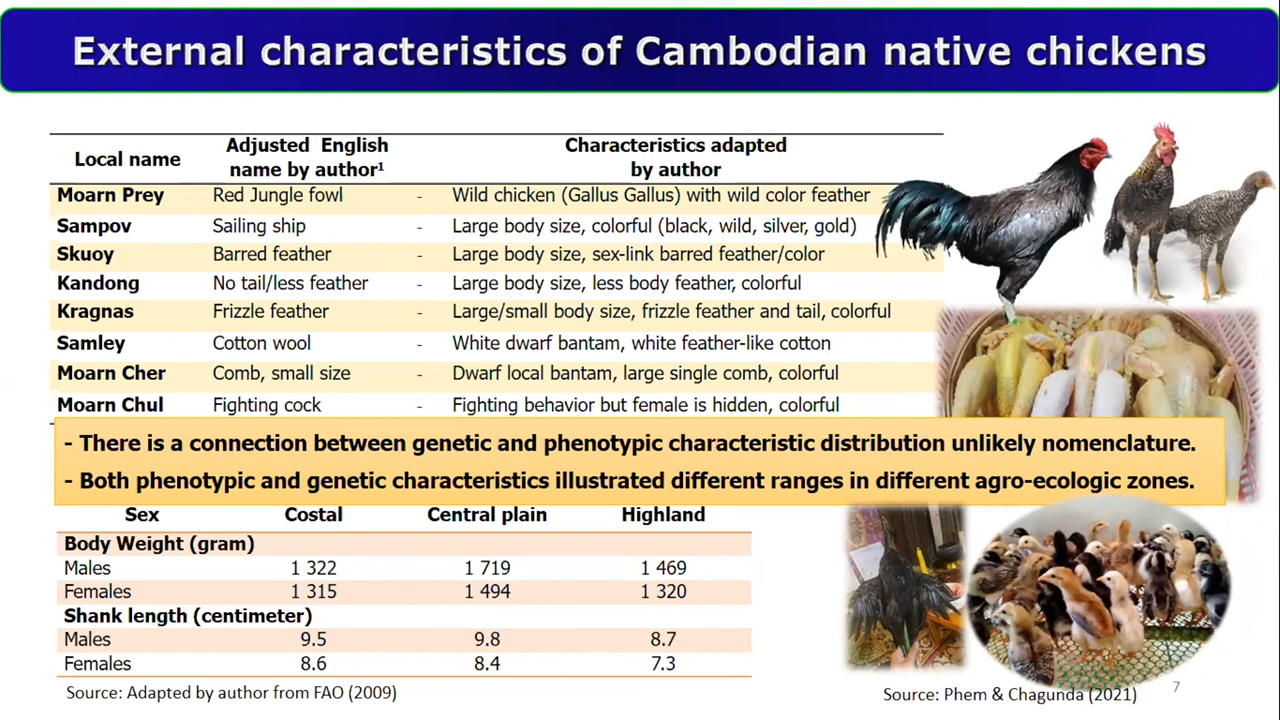 External characteristics of Cambodian native chickens
Local name Adjusted English name by author¹ Characteristics adapted by author
Moarn Prey Red Jungle fowl - Wild chicken (Gallus Gallus) with wild color feather
Sampov Sailing ship - Large body size, colorful (black, wild, silver, gold)
Skuoy Barred feather - Large body size, sex-link barred feather/color
Kandong No tail/less feather - Large body size, less body feather, colorful
Kragnas Frizzle feather - Large/small body size, frizzle feather and tail, colorful
Samley Cotton wool - White dwarf bantam, white feather-like cotton
Moarn Cher Comb, small size - Dwarf local bantam, large single comb, colorful
Moarn Chul Fighting cock - Fighting behavior but female is hidden, colorful
- There is a connection between genetic and phenotypic characteristic distribution unlikely nomenclature.
- Both phenotypic and genetic characteristics illustrated different ranges in different agro-ecologic zones.
Sex Costal Central plain Highland
Body Weight (gram)
Males 1 322 1 719 1 469
Females 1 315 1 494 1 320
Shank length (centimeter)
Males 9.5 9.8 8.7
Females 8.6 8.4 7.3
Source: Adapted by author from FAO (2009)
Source: Phem & Chagunda (2021)
7